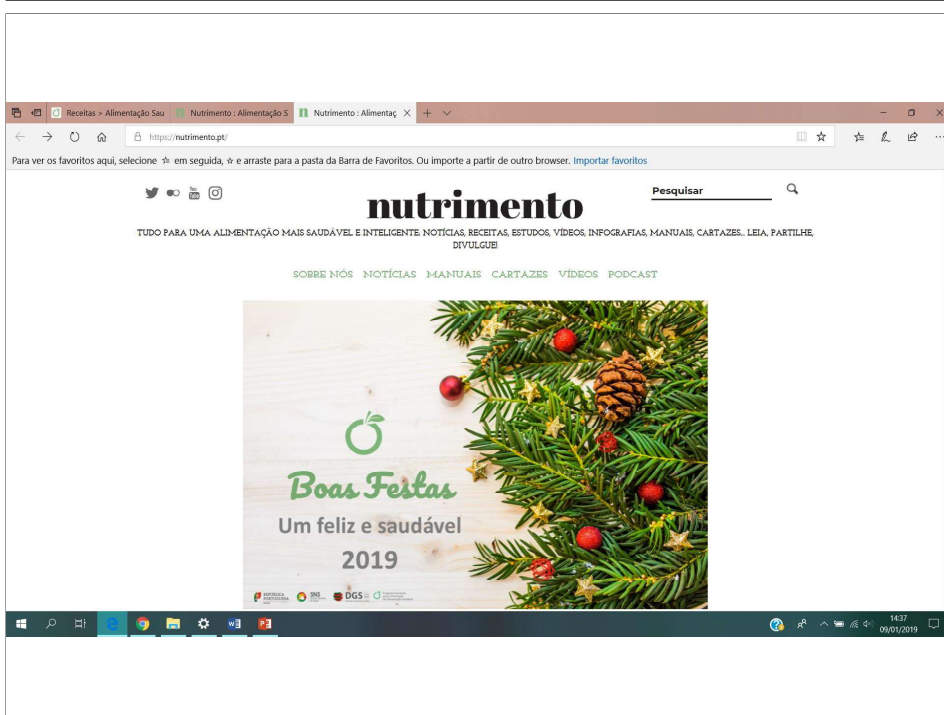 Receitas > Alimentação Sau
Nutrimento : Alimentação S
Nutrimento : Alimentaç
https://nutrimento.pt/
Para ver os favoritos aqui, selecione em seguida, e arraste para a pasta da Barra de Favoritos. Ou importe a partir de outro browser. Importar favoritos
nutrimento
Pesquisar
TUDO PARA UMA ALIMENTAÇÃO MAIS SAUDÁVEL E INTELIGENTE: NOTÍCIAS, RECEITAS, ESTUDOS, VÍDEOS, INFOGRAFIAS, MANUAIS, CARTAZES... LEIA, PARTILHE,
DIVULGUE!
SOBRE NÓS NOTÍCIAS MANUAIS CARTAZES VÍDEOS PODCAST
Boas Festas
Um feliz e saudável
2019
REPÚBLICA
PORTUGUESA
SNS
DGS
14:37
09/01/2019